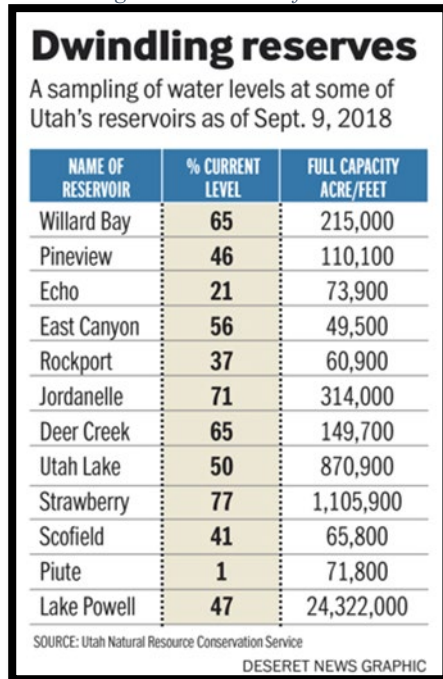 Dwindling reserves
A sampling of water levels at some of
Utah's reservoirs as of Sept. 9, 2018
NAME OF RESERVOIR % CURRENT LEVEL FULL CAPACITY ACRE/FEET
Willard Bay 65 215,000
Pineview 46 110,100
Echo 21 73,900
East Canyon 56 49,500
Rockport 37 60,900
Jordanelle 71 314,000
Deer Creek 65 149,700
Utah Lake 50 870,900
Strawberry 77 1,105,900
Scofield 41 65,800
Piute 1 71,800
Lake Powell 47 24,322,000
SOURCE: Utah Natural Resource Conservation Service
DESERET NEWS GRAPHIC